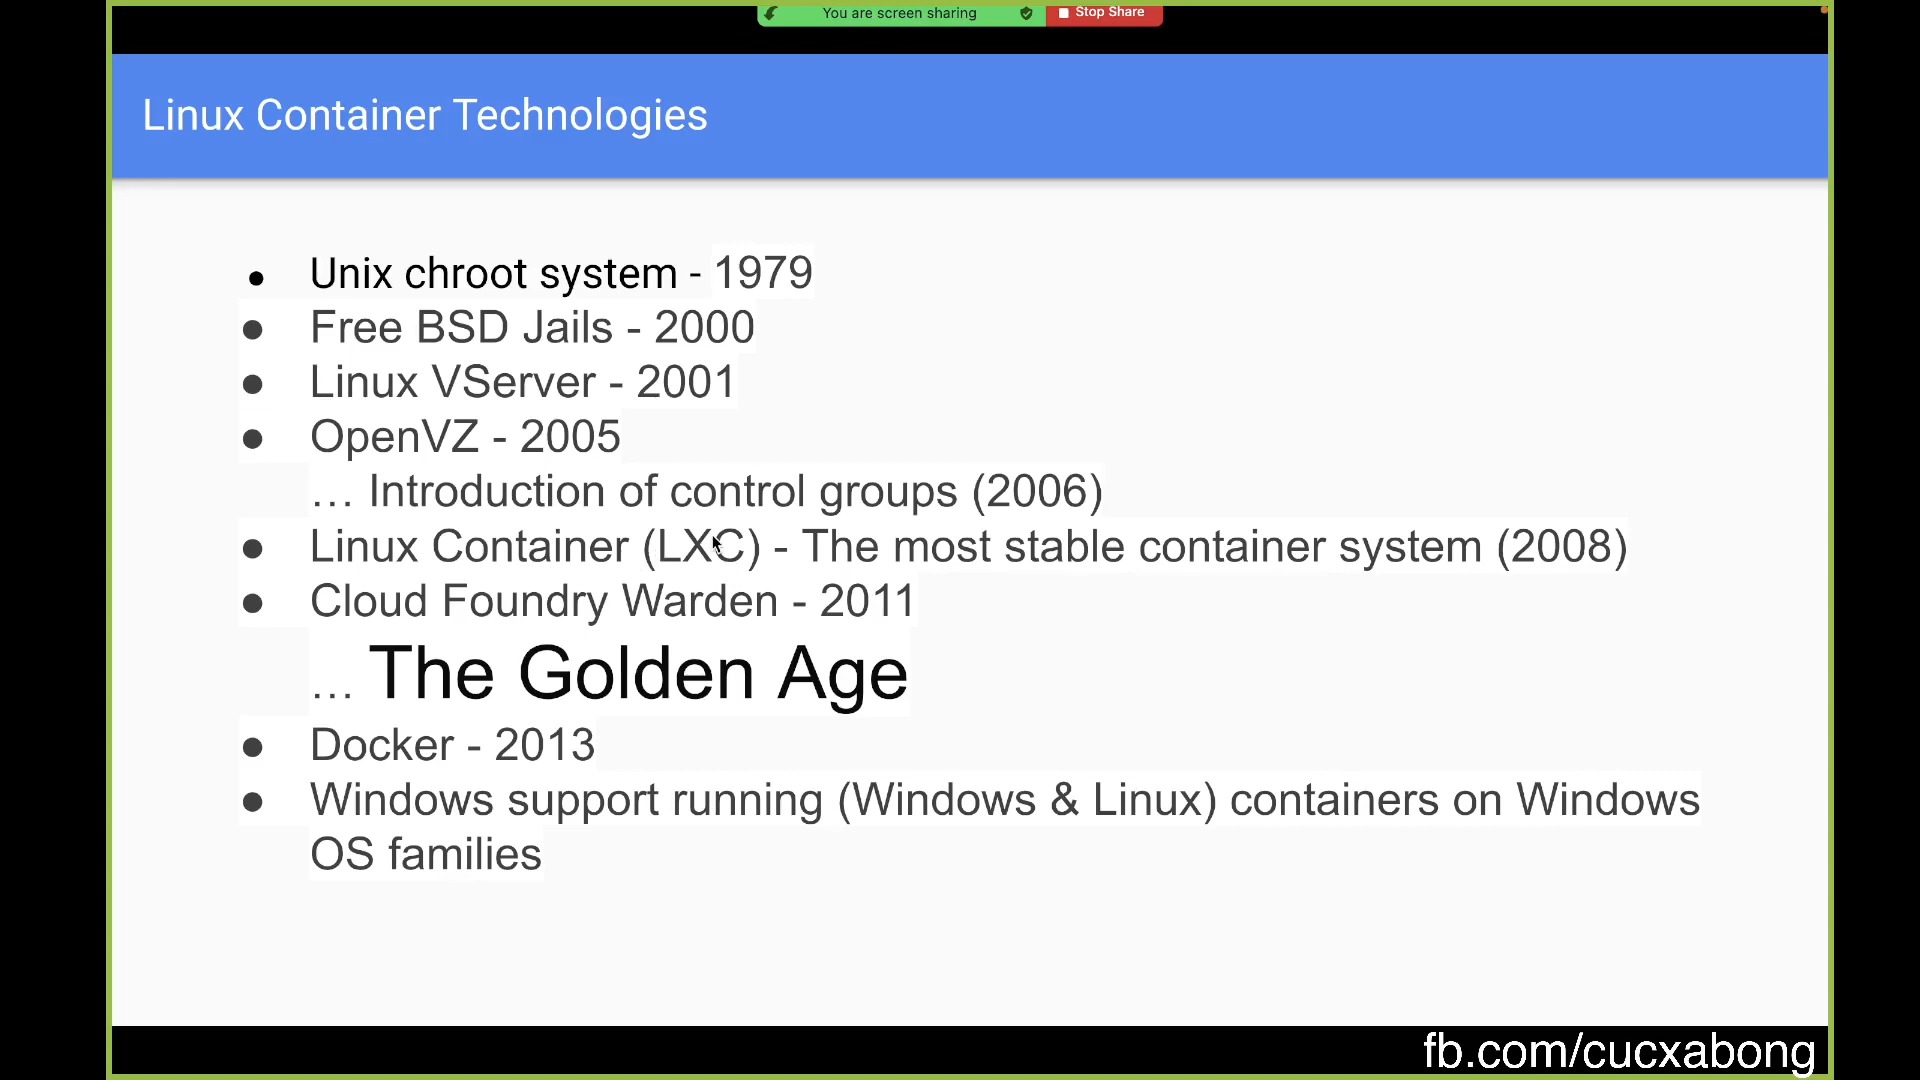 You are screen sharing
Stop Share
Linux Container Technologies
● Unix chroot system - 1979
● Free BSD Jails - 2000
● Linux VServer - 2001
● OpenVZ - 2005
… Introduction of control groups (2006)
● Linux Container (LXC) - The most stable container system (2008)
● Cloud Foundry Warden - 2011
… The Golden Age
● Docker - 2013
● Windows support running (Windows & Linux) containers on Windows
OS families
fb.com/cucxabong